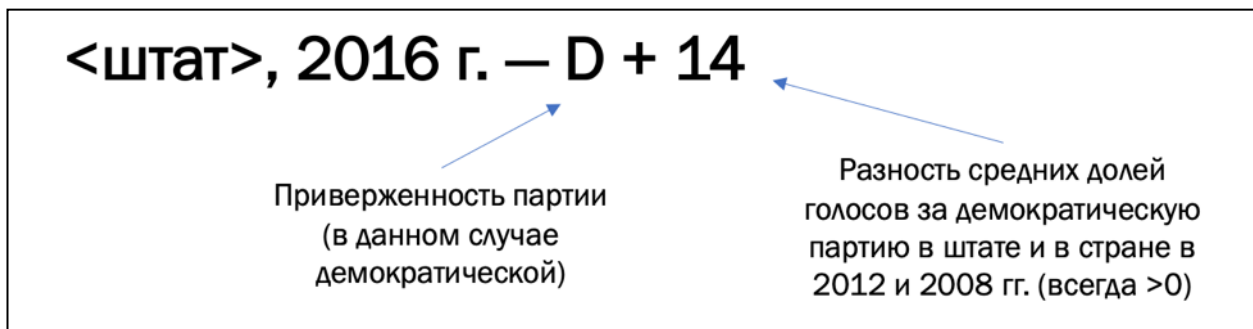 <штат>, 2016 г. — D + 14
Приверженность партии
(в данном случае
демократической)
Разность средних долей
голосов за демократическую
партию в штате и в стране в
2012 и 2008 гг. (всегда >0)